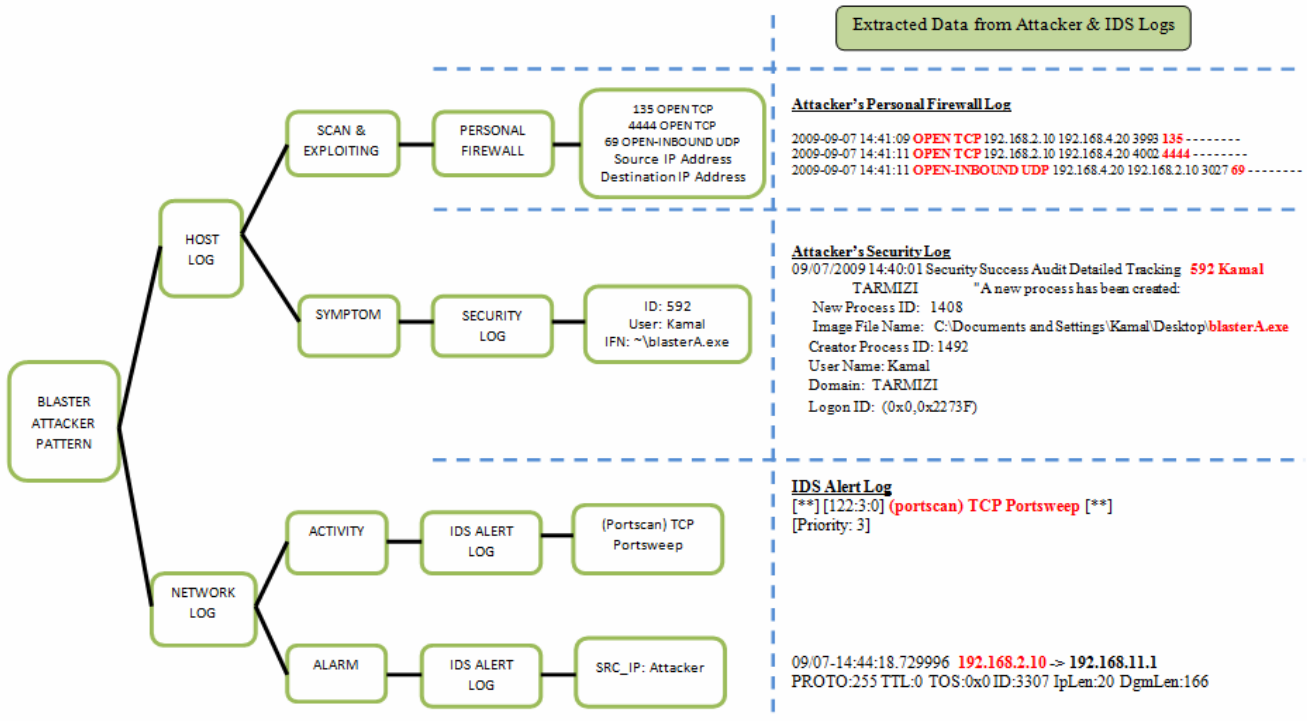 Extracted Data from Attacker & IDS Logs
BLASTER
ATTACKER
PATTERN
HOST
LOG
SCAN &
EXPLOITING
PERSONAL
FIREWALL
135 OPEN TCP
4444 OPEN TCP
69 OPEN-INBOUND UDP
Source IP Address
Destination IP Address
Attacker's Personal Firewall Log
2009-09-07 14:41:09 OPEN TCP 192.168.2.10 192.168.4.20 3993 135 - - - - - - - -
2009-09-07 14:41:11 OPEN TCP 192.168.2.10 192.168.4.20 4002 4444 - - - - - - - -
2009-09-07 14:41:11 OPEN-INBOUND UDP 192.168.4.20 192.168.2.10 3027 69 - - - - - - - -
SYMPTOM
SECURITY
LOG
ID: 592
User: Kamal
IFN: ~\blasterA.exe
Attacker's Security Log
09/07/2009 14:40:01 Security Success Audit Detailed Tracking 592 Kamal
TARMIZI "A new process has been created:
New Process ID: 1408
Image File Name: C:\Documents and Settings\Kamal\Desktop\blasterA.exe
Creator Process ID: 1492
User Name: Kamal
Domain: TARMIZI
Logon ID: (0x0,0x2273F)
NETWORK
LOG
ACTIVITY
IDS ALERT
LOG
(Portscan) TCP
Portsweep
IDS Alert Log
[**] [122:3:0] (portscan) TCP Portsweep [**]
[Priority: 3]
ALARM
IDS ALERT
LOG
SRC_IP: Attacker
09/07-14:44:18.729996 192.168.2.10 -> 192.168.11.1
PROTO:255 TTL:0 TOS:0x0 ID:3307 IpLen:20 DgmLen:166